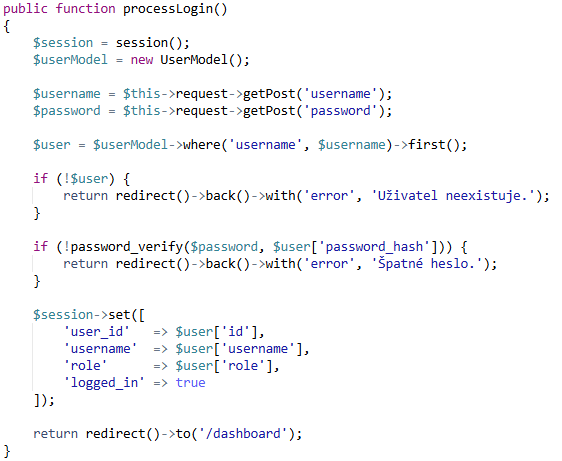 public function processLogin()
{
    $session = session();
    $userModel = new UserModel();

    $username = $this->request->getPost('username');
    $password = $this->request->getPost('password');

    $user = $userModel->where('username', $username)->first();

    if (!$user) {
        return redirect()->back()->with('error', 'Uživatel neexistuje.');
    }

    if (!password_verify($password, $user['password_hash'])) {
        return redirect()->back()->with('error', 'Špatné heslo.');
    }

    $session->set([
        'user_id'   => $user['id'],
        'username'  => $user['username'],
        'role'      => $user['role'],
        'logged_in' => true
    ]);

    return redirect()->to('/dashboard');
}